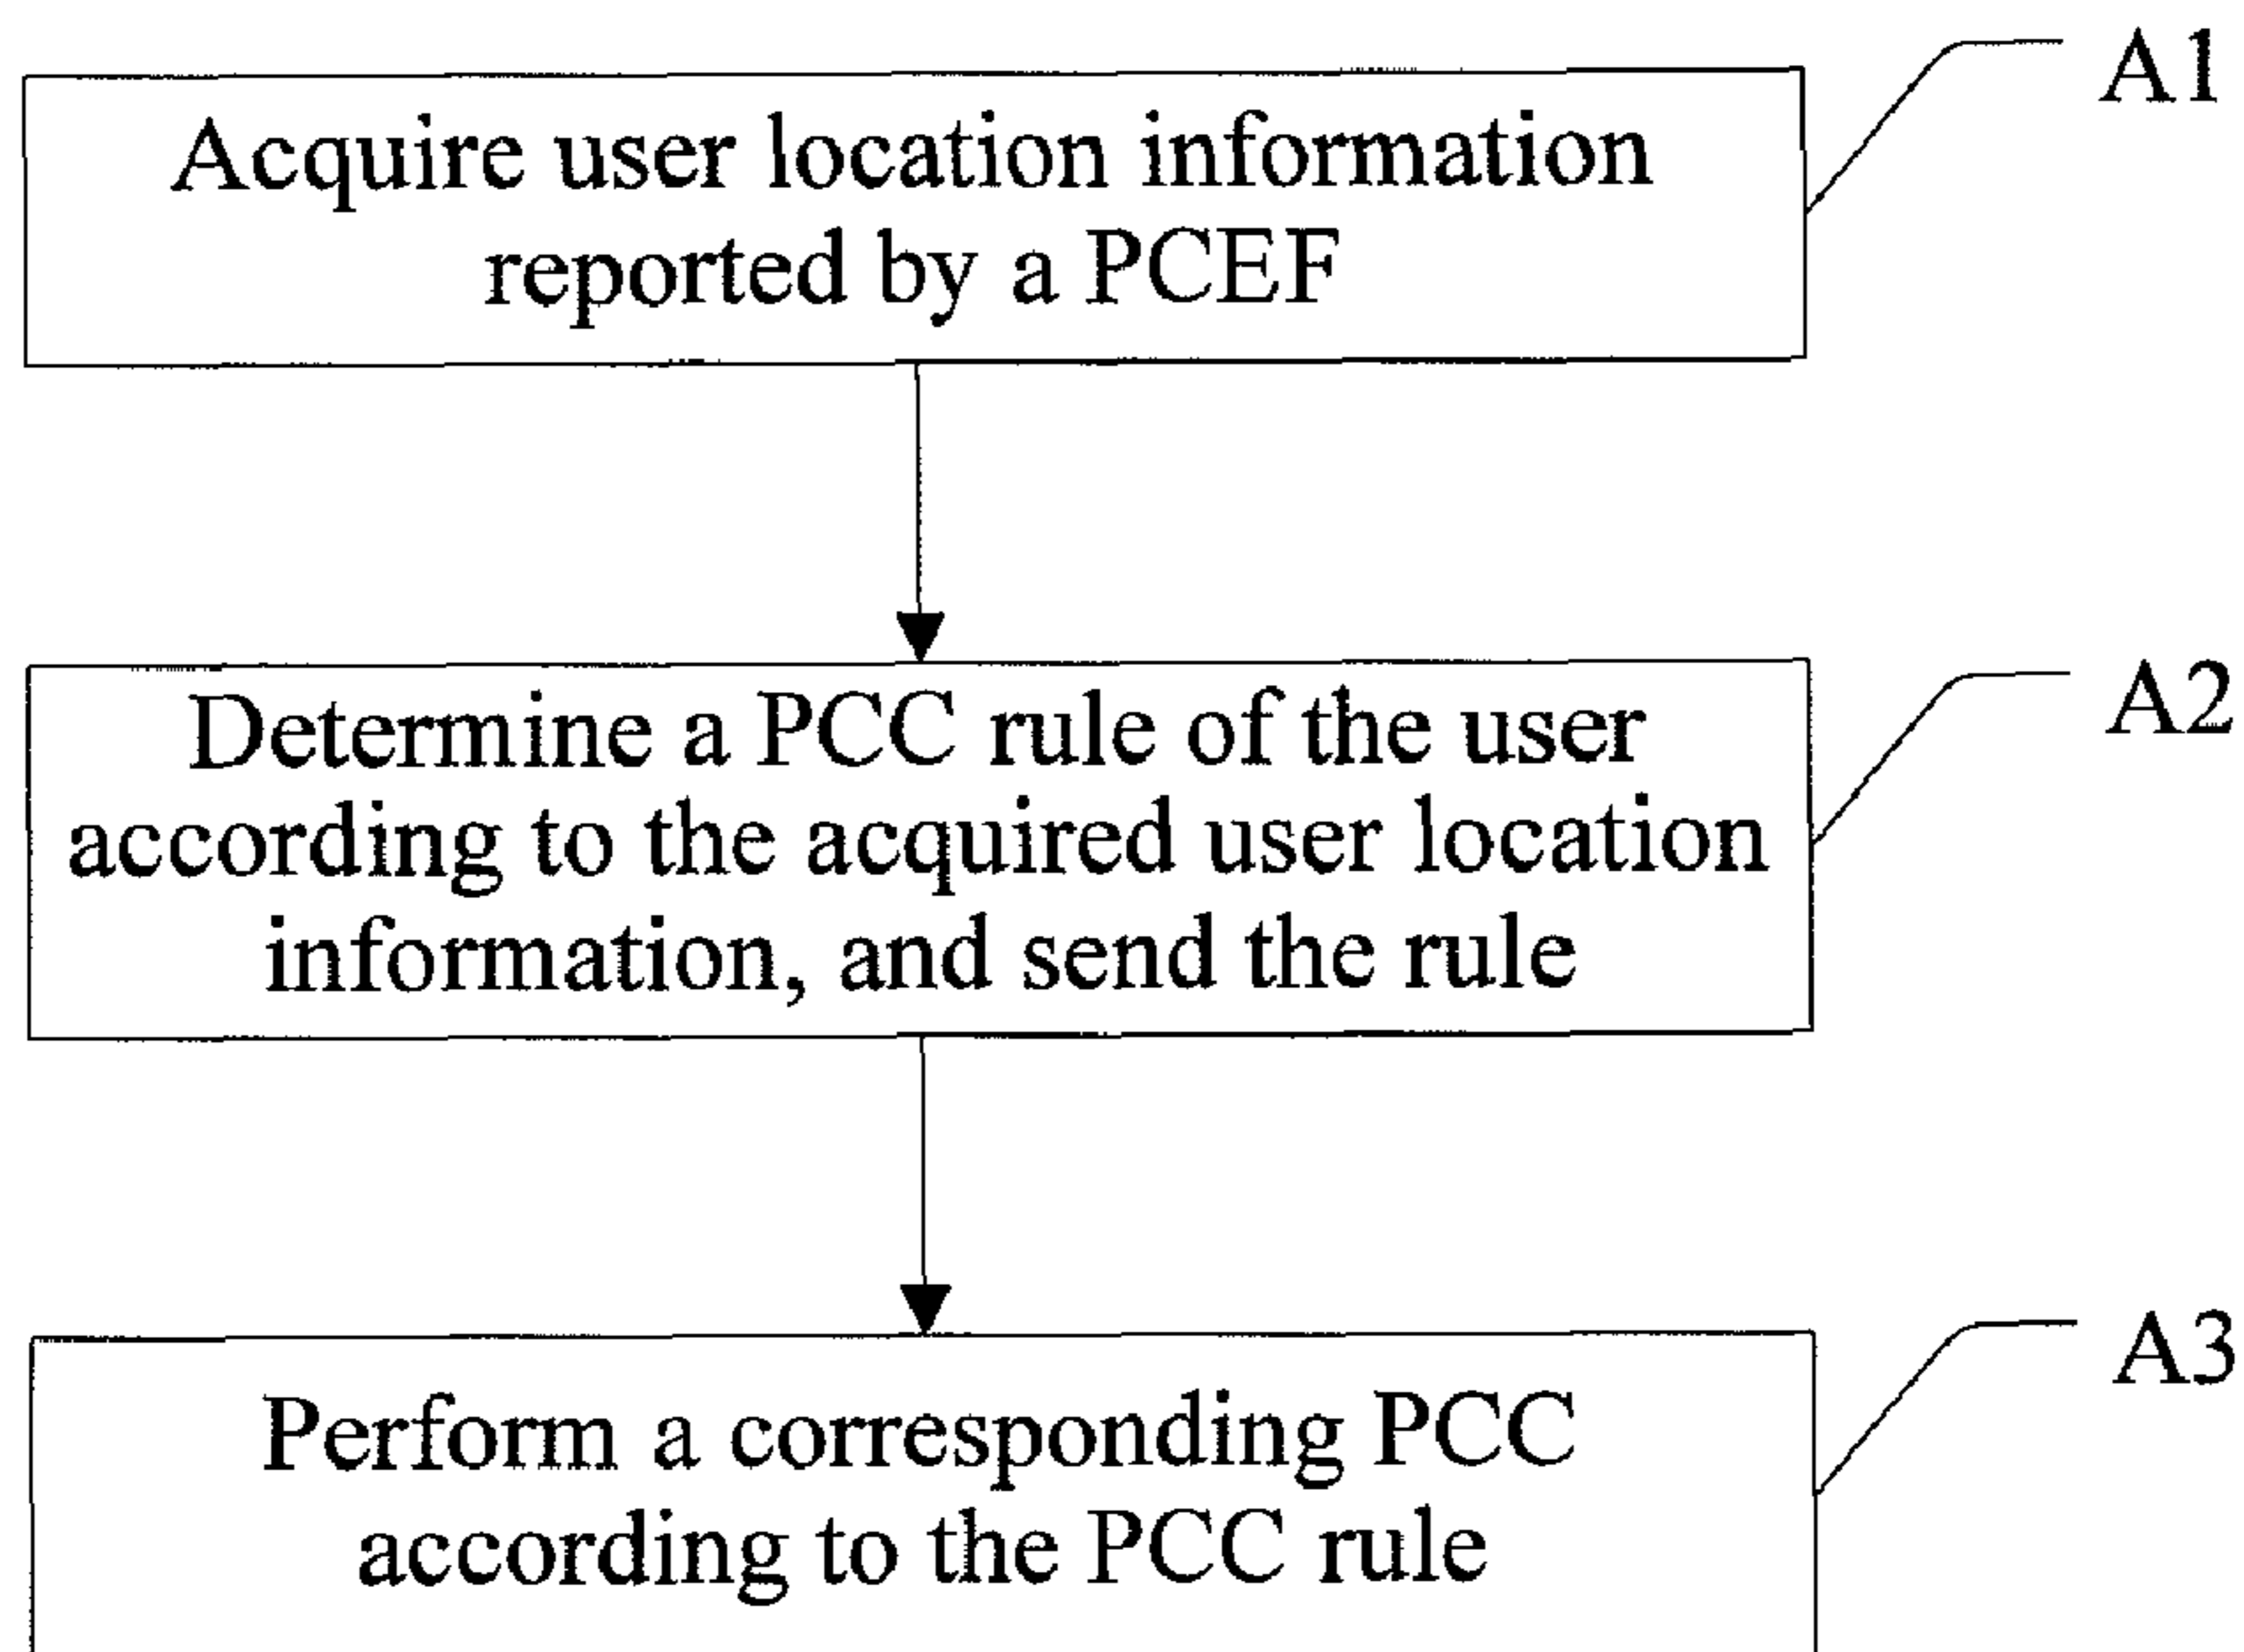 A1
Acquire user location information
reported by a PCEF
A2
Determine a PCC rule of the user
according to the acquired user location
information, and send the rule
A3
Perform a corresponding PCC
according to the PCC rule